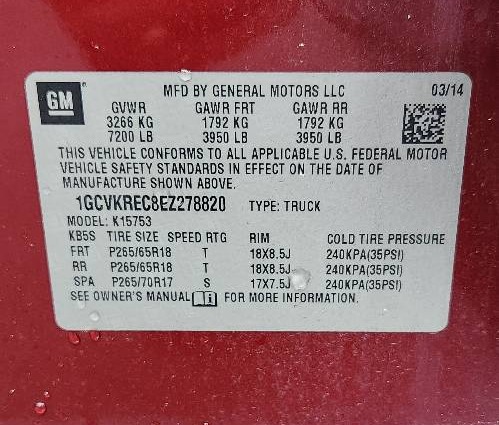 GM
MFD BY GENERAL MOTORS LLC 03/14
GVWR GAWR FRT GAWR RR
3266 KG 1792 KG 1792 KG
7200 LB 3950 LB 3950 LB
THIS VEHICLE CONFORMS TO ALL APPLICABLE U.S. FEDERAL MOTOR
VEHICLE SAFETY STANDARDS IN EFFECT ON THE DATE OF
MANUFACTURE SHOWN ABOVE.
1GCVKREC8EZ278820 TYPE: TRUCK
MODEL: K15753
KB5S TIRE SIZE SPEED RTG RIM COLD TIRE PRESSURE
FRT P265/65R18 T 18X8.5J 240KPA(35PSI)
RR P265/65R18 T 18X8.5J 240KPA(35PSI)
SPA P265/70R17 S 17X7.5J 240KPA(35PSI)
SEE OWNER'S MANUAL FOR MORE INFORMATION.